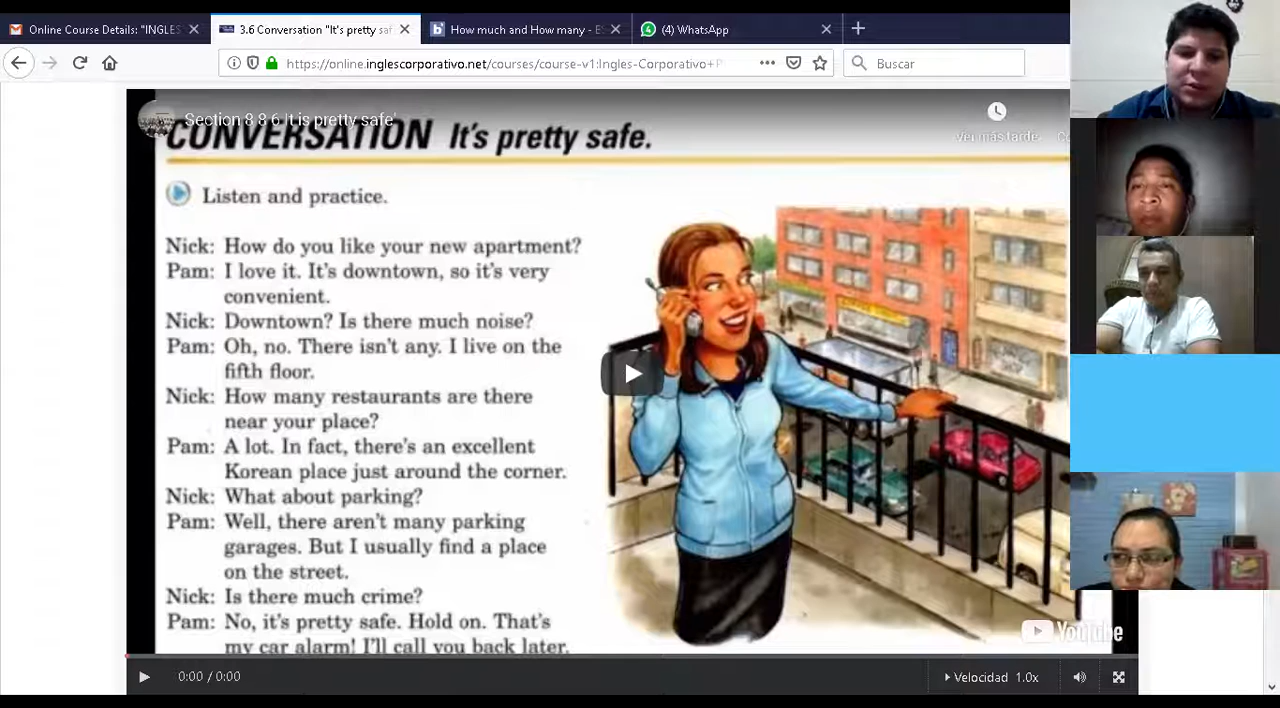 Online Course Details: "INGLES
3.6 Conversation "It's pretty saf
How much and How many - ES
(4) WhatsApp
https://online.inglescorporativo.net/courses/course-v1:Ingles-Corporativo+P
Buscar
Section 8 8 6 It is pretty safe'
CONVERSATION It's pretty safe.
Ver más tarde
Listen and practice.
Nick: How do you like your new apartment?
Pam: I love it. It's downtown, so it's very
convenient.
Nick: Downtown? Is there much noise?
Pam: Oh, no. There isn't any. I live on the
fifth floor.
Nick: How many restaurants are there
near your place?
Pam: A lot. In fact, there's an excellent
Korean place just around the corner.
Nick: What about parking?
Pam: Well, there aren't many parking
garages. But I usually find a place
on the street.
Nick: Is there much crime?
Pam: No, it's pretty safe. Hold on. That's
my car alarm! I'll call you back later.
YouTube
0:00 / 0:00
Velocidad 1.0x